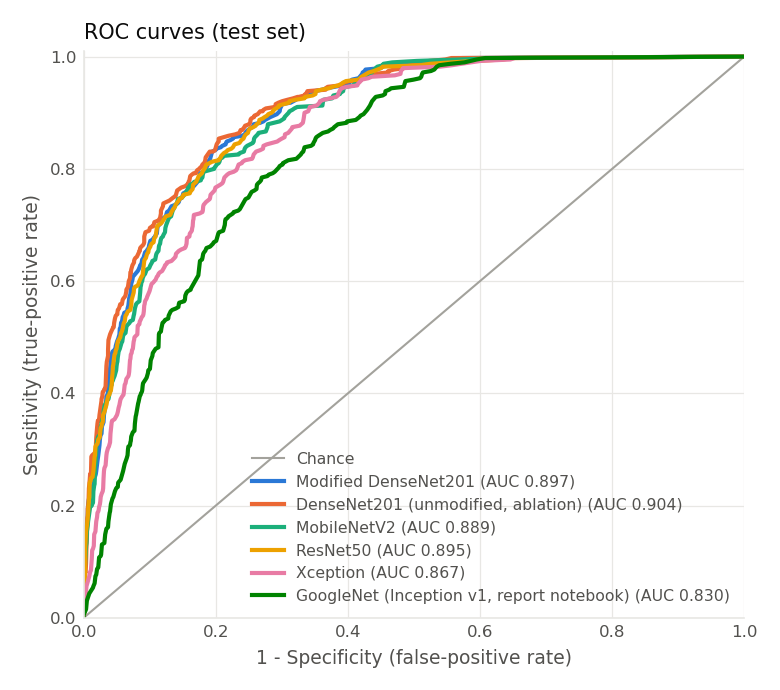 ROC curves (test set)
Sensitivity (true-positive rate)
1.0
0.8
0.6
0.4
0.2
0.0
Chance
Modified DenseNet201 (AUC 0.897)
DenseNet201 (unmodified, ablation) (AUC 0.904)
MobileNetV2 (AUC 0.889)
ResNet50 (AUC 0.895)
Xception (AUC 0.867)
GoogleNet (Inception v1, report notebook) (AUC 0.830)
0.0 0.2 0.4 0.6 0.8 1.0
1 - Specificity (false-positive rate)